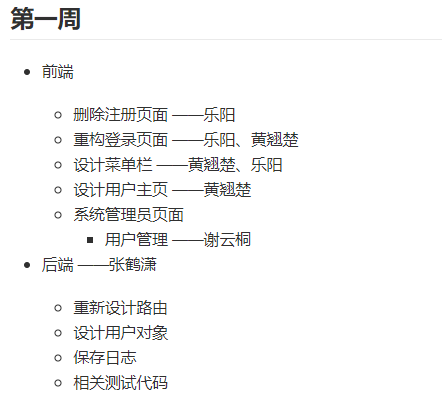 第一周
前端
删除注册页面 ——乐阳
重构登录页面 ——乐阳、黄翘楚
设计菜单栏 ——黄翘楚、乐阳
设计用户主页 ——黄翘楚
系统管理员页面
用户管理 ——谢云桐
后端 ——张鹤潇
重新设计路由
设计用户对象
保存日志
相关测试代码